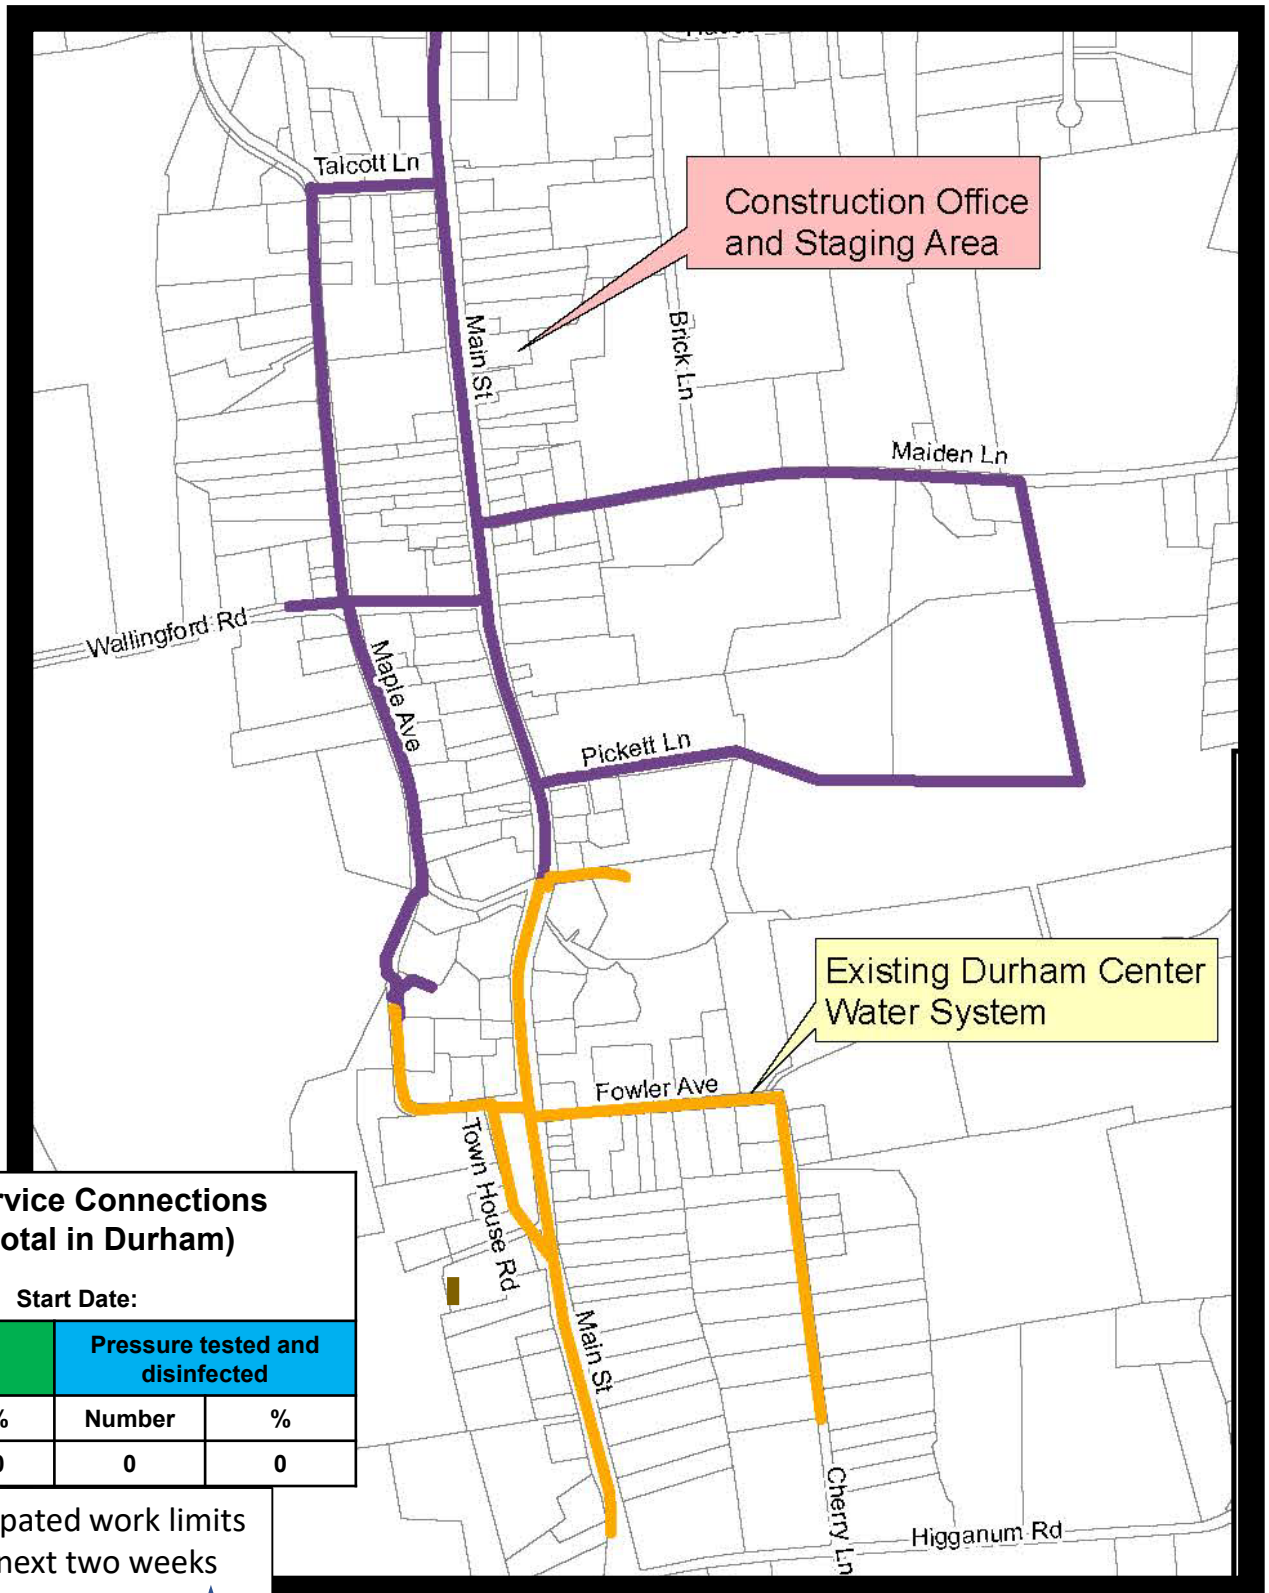 Talcott Ln
Construction Office
and Staging Area
Main St
Brick Ln
Maiden Ln
Wallingford Rd
Maple Ave
Pickett Ln
Existing Durham Center
Water System
Fowler Ave
Town House Rd
rvice Connections
otal in Durham)
Start Date:
Pressure tested and
disinfected
% Number %
0 0 0
Main St
Cherry Ln
Higganum Rd
pated work limits
next two weeks